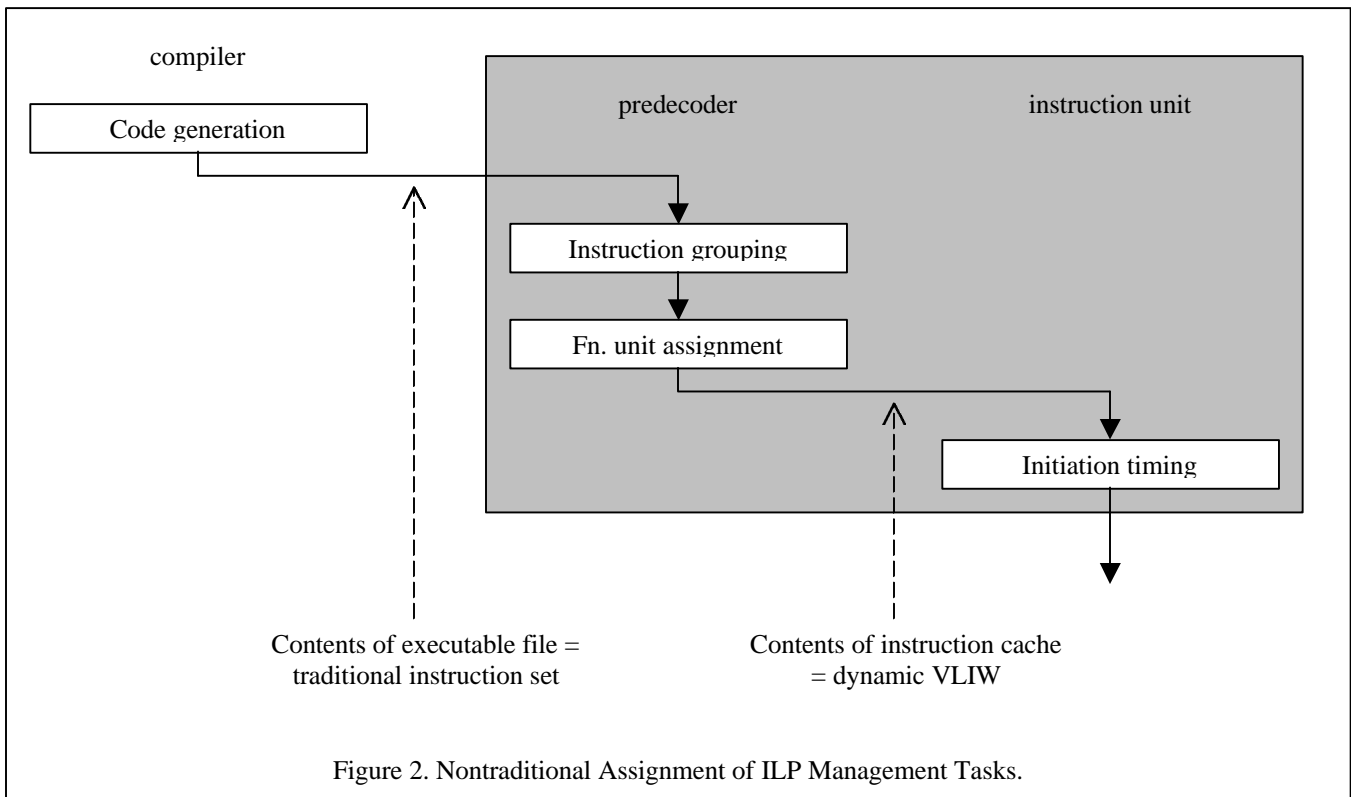 compiler
predecoder
instruction unit
Code generation
Instruction grouping
Fn. unit assignment
Initiation timing
Contents of executable file =
traditional instruction set
Contents of instruction cache
= dynamic VLIW
Figure 2. Nontraditional Assignment of ILP Management Tasks.